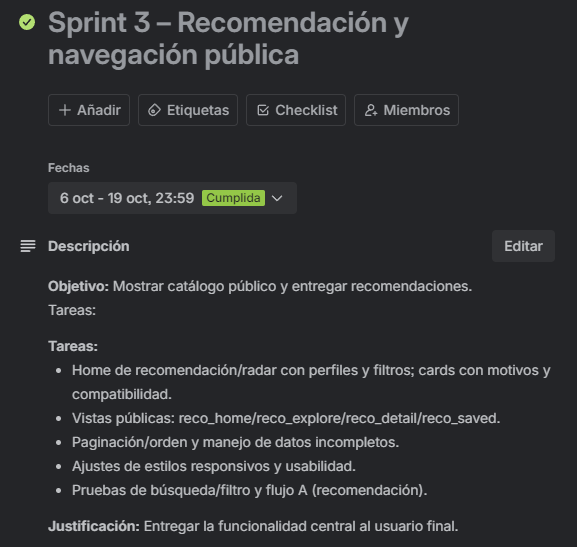 Sprint 3 – Recomendación y
navegación pública
Añadir
Etiquetas
Checklist
Miembros
Fechas
6 oct - 19 oct, 23:59 Cumplida
Descripción
Editar
Objetivo: Mostrar catálogo público y entregar recomendaciones.
Tareas:
Tareas:
• Home de recomendación/radar con perfiles y filtros; cards con motivos y
compatibilidad.
• Vistas públicas: reco_home/reco_explore/reco_detail/reco_saved.
• Paginación/orden y manejo de datos incompletos.
• Ajustes de estilos responsivos y usabilidad.
• Pruebas de búsqueda/filtro y flujo A (recomendación).
Justificación: Entregar la funcionalidad central al usuario final.